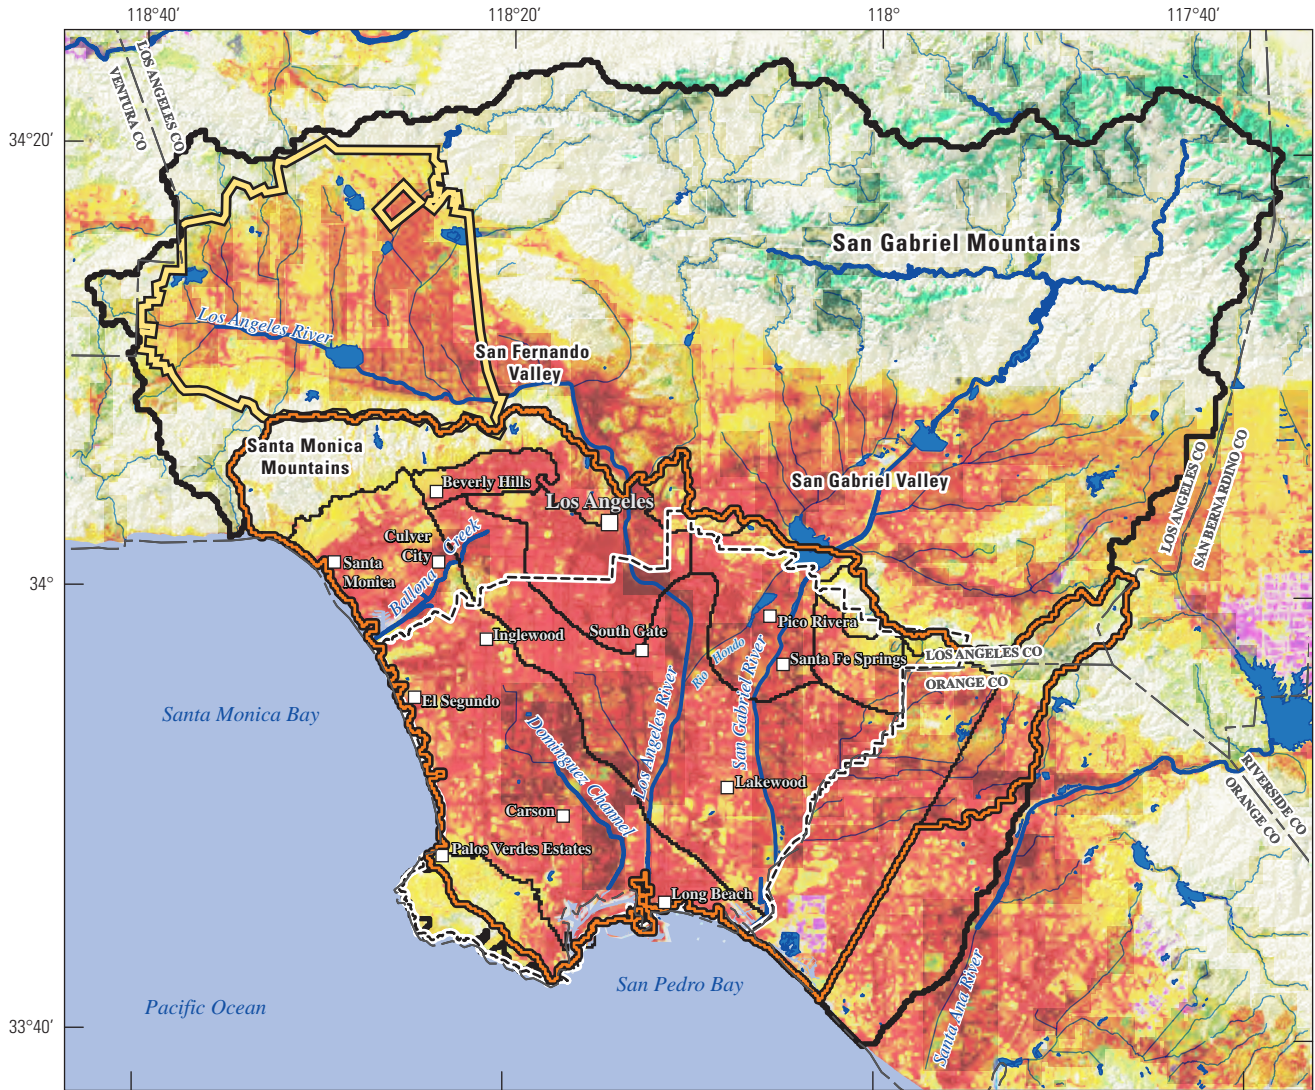 118°40′
118°20′
118°
117°40′
34°20′
34°
33°40′
LOS ANGELES CO
VENTURA CO
San Gabriel Mountains
Los Angeles River
San Fernando
Valley
Santa Monica
Mountains
San Gabriel Valley
LOS ANGELES CO
SAN BERNARDINO CO
Beverly Hills
Los Angeles
Culver
City
Ballona Creek
Santa
Monica
Inglewood
South Gate
Pico Rivera
Rio Hondo
Santa Fe Springs
LOS ANGELES CO
ORANGE CO
El Segundo
Santa Monica Bay
Dominguez Channel
Los Angeles River
San Gabriel River
Lakewood
RIVERSIDE CO
ORANGE CO
Carson
Palos Verdes Estates
Long Beach
San Pedro Bay
Pacific Ocean
Santa Ana River